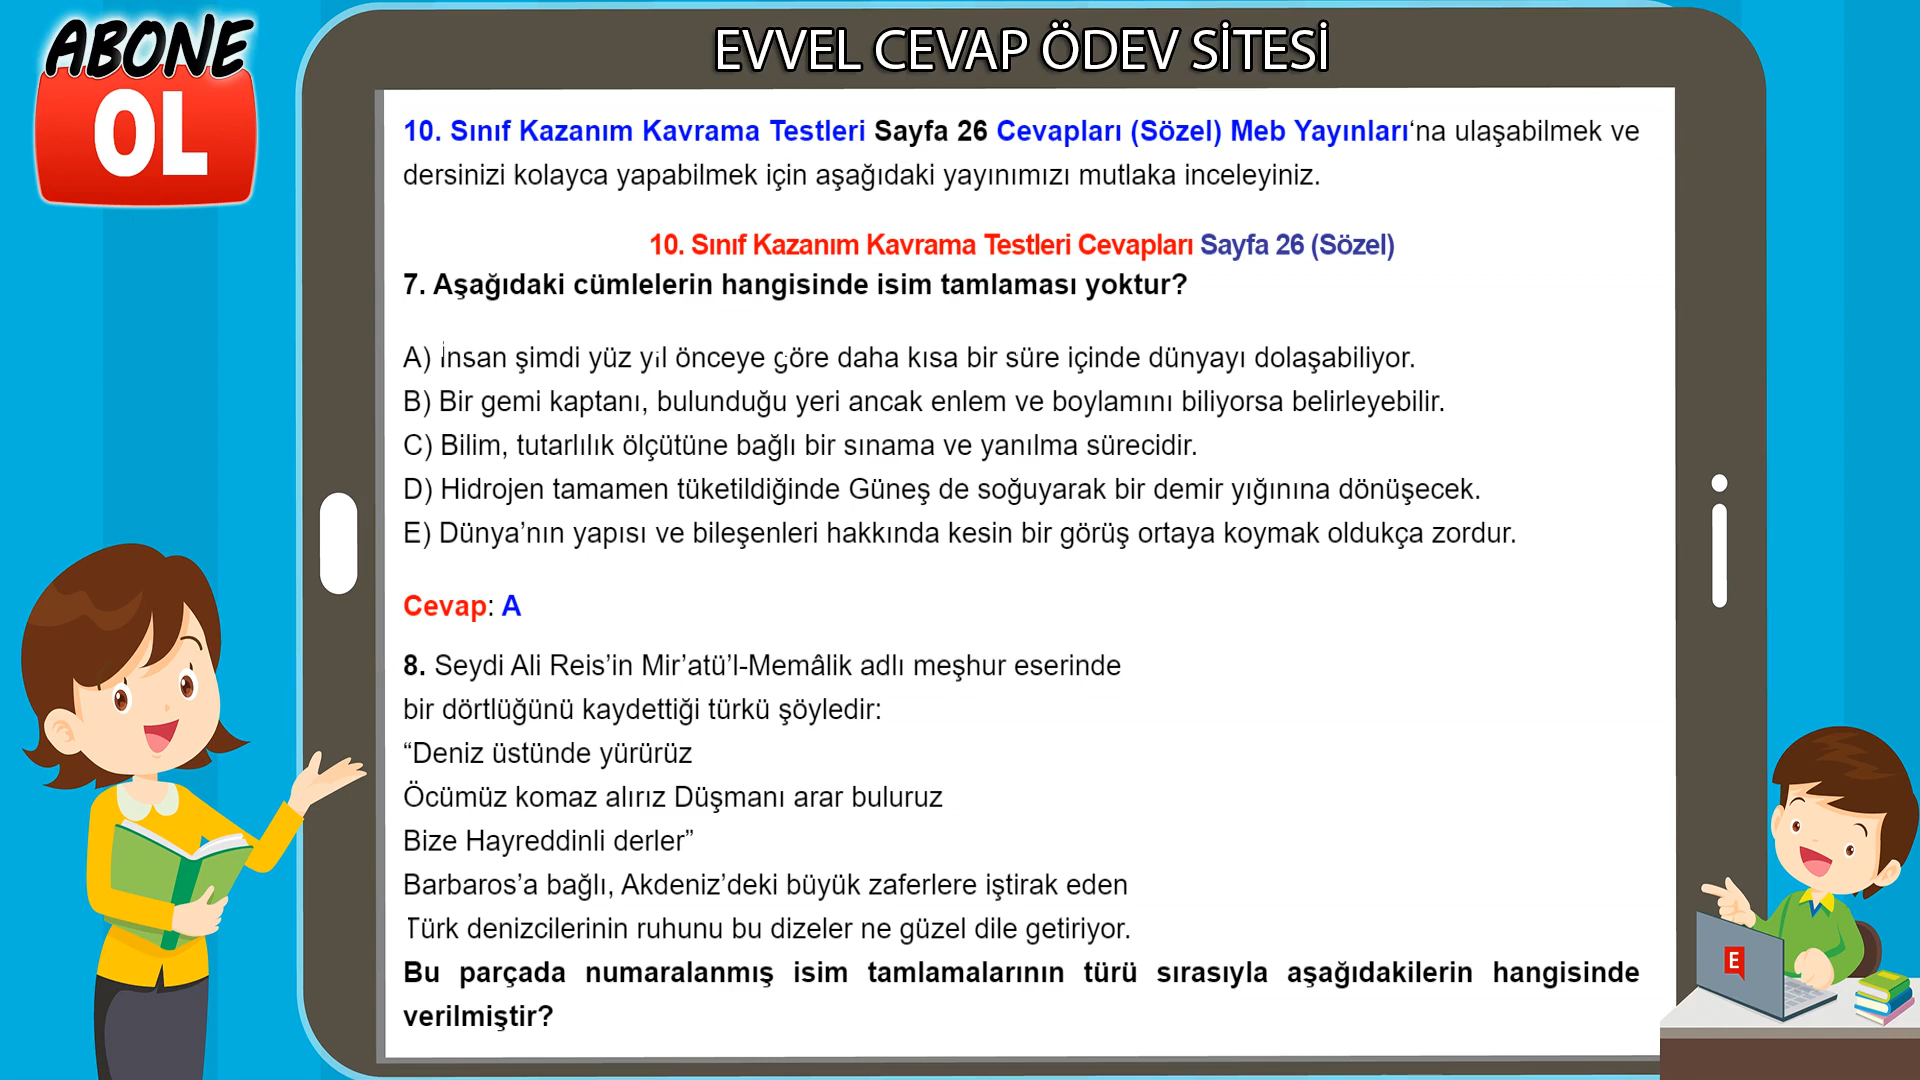 ABONE
OL
EVVEL CEVAP ÖDEV SİTESİ
10. Sınıf Kazanım Kavrama Testleri Sayfa 26 Cevapları (Sözel) Meb Yayınları‘na ulaşabilmek ve
dersinizi kolayca yapabilmek için aşağıdaki yayınımızı mutlaka inceleyiniz.
10. Sınıf Kazanım Kavrama Testleri Cevapları Sayfa 26 (Sözel)
7. Aşağıdaki cümlelerin hangisinde isim tamlaması yoktur?
A) İnsan şimdi yüz yıl önceye göre daha kısa bir süre içinde dünyayı dolaşabiliyor.
B) Bir gemi kaptanı, bulunduğu yeri ancak enlem ve boylamını biliyorsa belirleyebilir.
C) Bilim, tutarlılık ölçütüne bağlı bir sınama ve yanılma sürecidir.
D) Hidrojen tamamen tüketildiğinde Güneş de soğuyarak bir demir yığınına dönüşecek.
E) Dünya’nın yapısı ve bileşenleri hakkında kesin bir görüş ortaya koymak oldukça zordur.
Cevap: A
8. Seydi Ali Reis’in Mir’atü’l-Memâlik adlı meşhur eserinde
bir dörtlüğünü kaydettiği türkü şöyledir:
“Deniz üstünde yürürüz
Öcümüz komaz alırız Düşmanı arar buluruz
Bize Hayreddinli derler”
Barbaros’a bağlı, Akdeniz’deki büyük zaferlere iştirak eden
Türk denizcilerinin ruhunu bu dizeler ne güzel dile getiriyor.
Bu parçada numaralanmış isim tamlamalarının türü sırasıyla aşağıdakilerin hangisinde
verilmiştir?
E